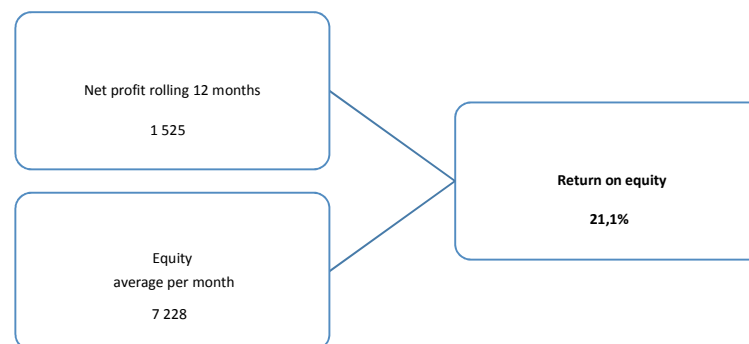 Net profit rolling 12 months
1 525
Return on equity
21,1%
Equity
average per month
7 228